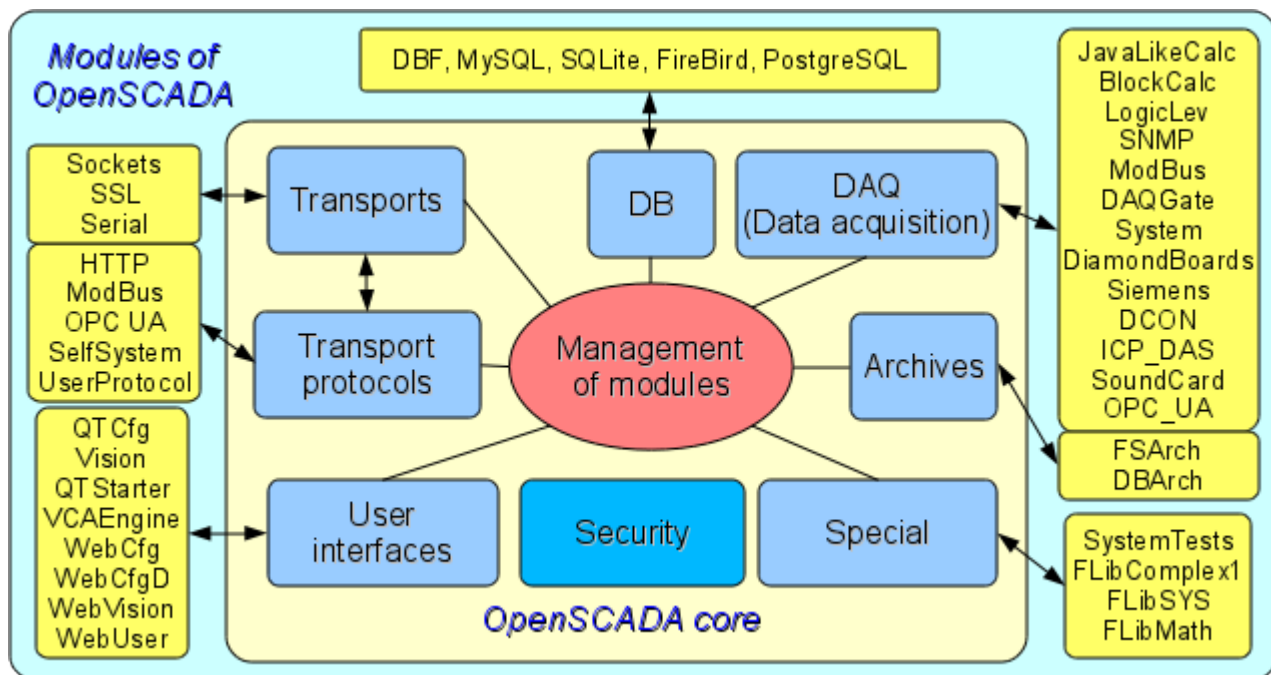 Modules of
OpenSCADA
DBF, MySQL, SQLite, FireBird, PostgreSQL
JavaLikeCalc
BlockCalc
LogicLev
SNMP
ModBus
DAQGate
System
DiamondBoards
Siemens
DCON
ICP_DAS
SoundCard
OPC_UA
Sockets
SSL
Serial
Transports
DB
DAQ
(Data acquisition)
HTTP
ModBus
OPC UA
SelfSystem
UserProtocol
Transport
protocols
Management
of modules
Archives
FSArch
DBArch
QTCfg
Vision
QTStarter
VCAEngine
WebCfg
WebCfgD
WebVision
WebUser
User
interfaces
Security
Special
SystemTests
FLibComplex1
FLibSYS
FLibMath
OpenSCADA core